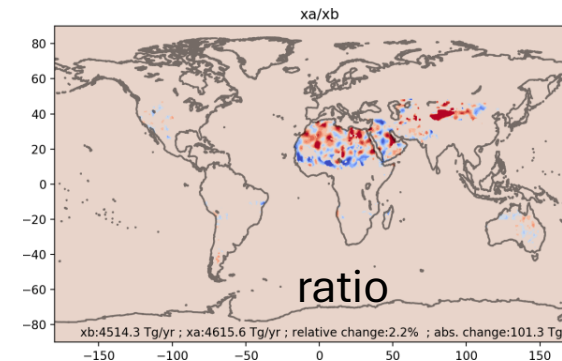 xa/xb
80
60
40
20
0
−20
−40
−60
−80
ratio
xb:4514.3 Tg/yr ; xa:4615.6 Tg/yr ; relative change:2.2% ; abs. change:101.3 Tg
−150 −100 −50 0 50 100 150